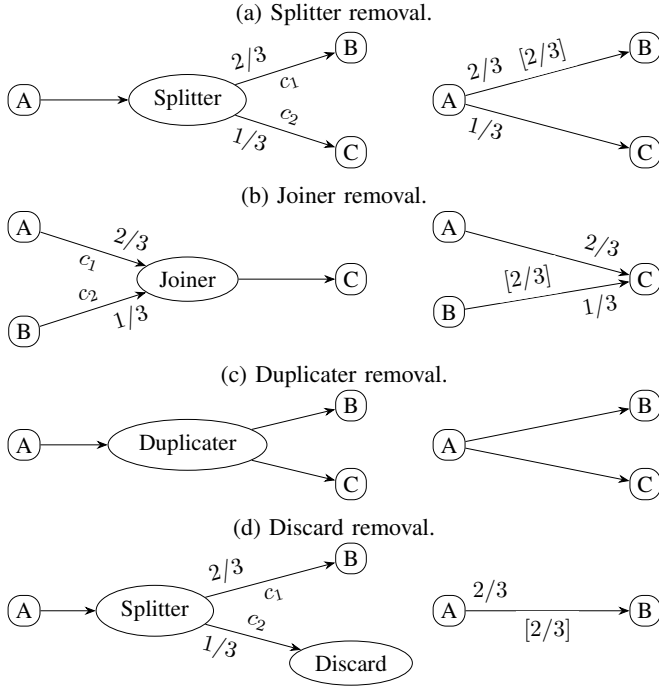 (a) Splitter removal.
A
Splitter
2/3
c₁
c₂
1/3
B
C
A
2/3 [2/3]
1/3
B
C
(b) Joiner removal.
A
B
2/3
c₁
c₂
1/3
Joiner
C
A
B
2/3
[2/3]
1/3
C
(c) Duplicater removal.
A
Duplicater
B
C
A
B
C
(d) Discard removal.
A
Splitter
2/3
c₁
c₂
1/3
B
Discard
A
2/3
[2/3]
B